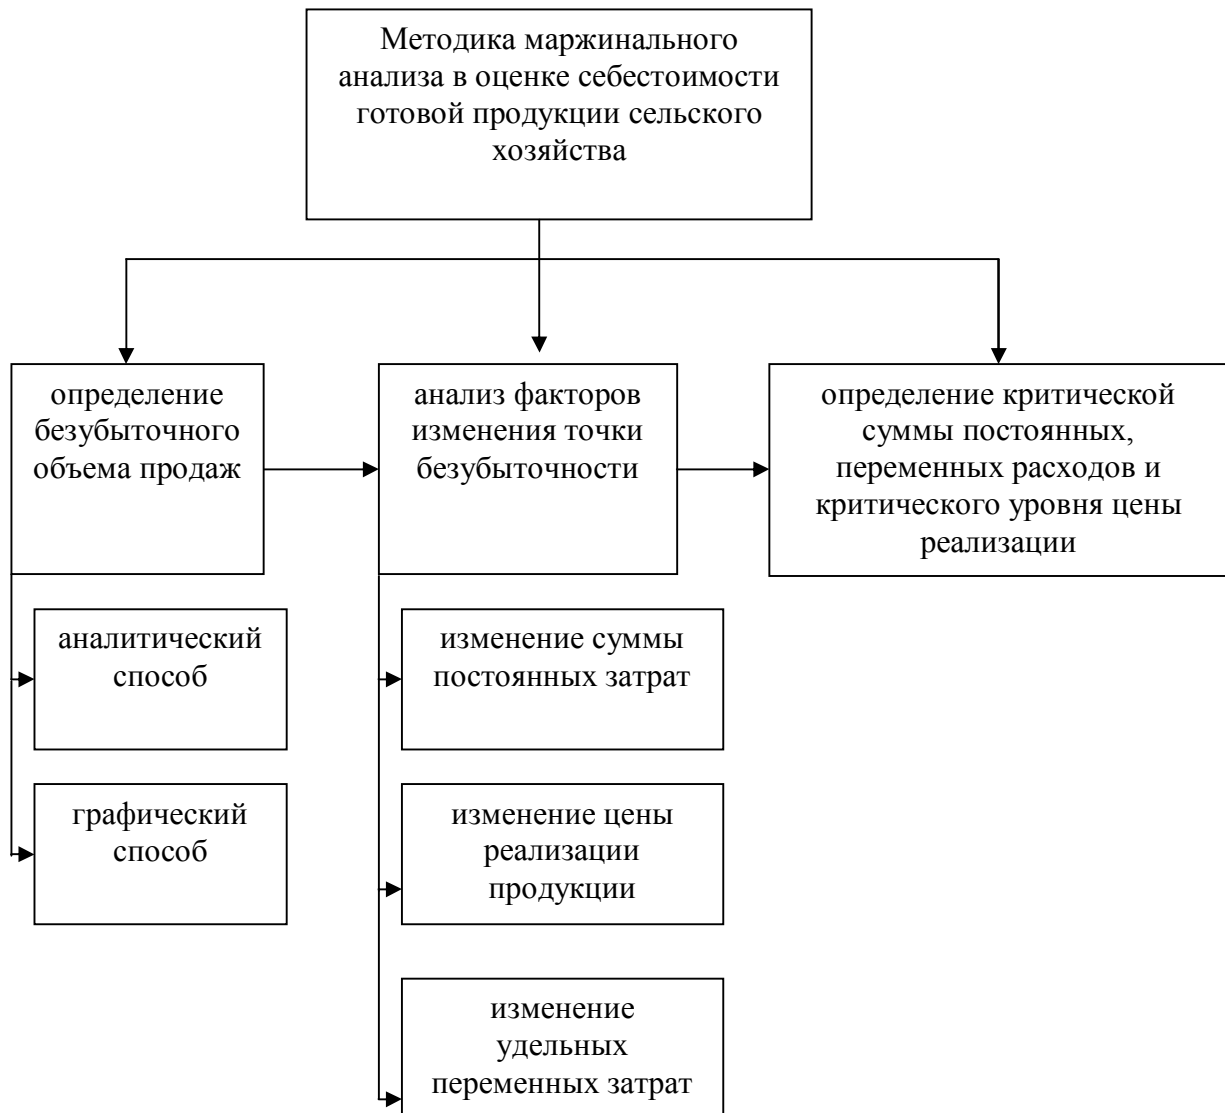 Методика маржинального
анализа в оценке себестоимости
готовой продукции сельского
хозяйства
определение
безубыточного
объема продаж
анализ факторов
изменения точки
безубыточности
определение критической
суммы постоянных,
переменных расходов и
критического уровня цены
реализации
аналитический
способ
графический
способ
изменение суммы
постоянных затрат
изменение цены
реализации
продукции
изменение
удельных
переменных затрат